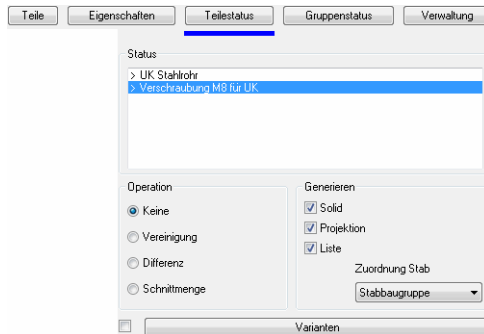 Teile Eigenschaften Teilestatus Gruppenstatus Verwaltung
Status
> UK Stahlrohr
> Verschraubung M8 für UK
Operation
Keine
Vereinigung
Differenz
Schnittmenge
Generieren
Solid
Projektion
Liste
Zuordnung Stab
Stabbaugruppe
Varianten